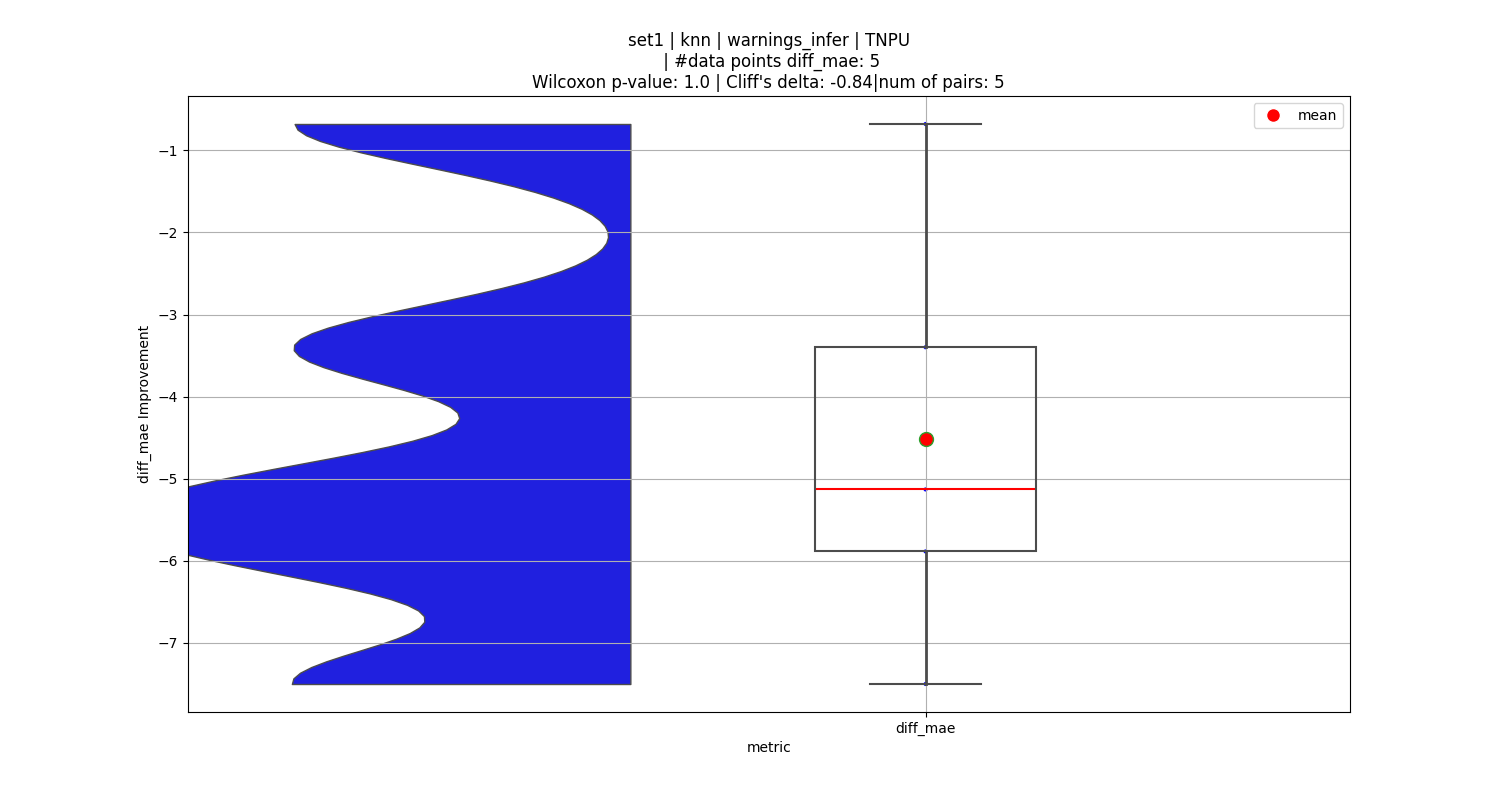 set1 | knn | warnings_infer | TNPU
| #data points diff_mae: 5
Wilcoxon p-value: 1.0 | Cliff's delta: -0.84|num of pairs: 5
mean
−1
−2
−3
−4
−5
−6
−7
diff_mae Improvement
diff_mae
metric